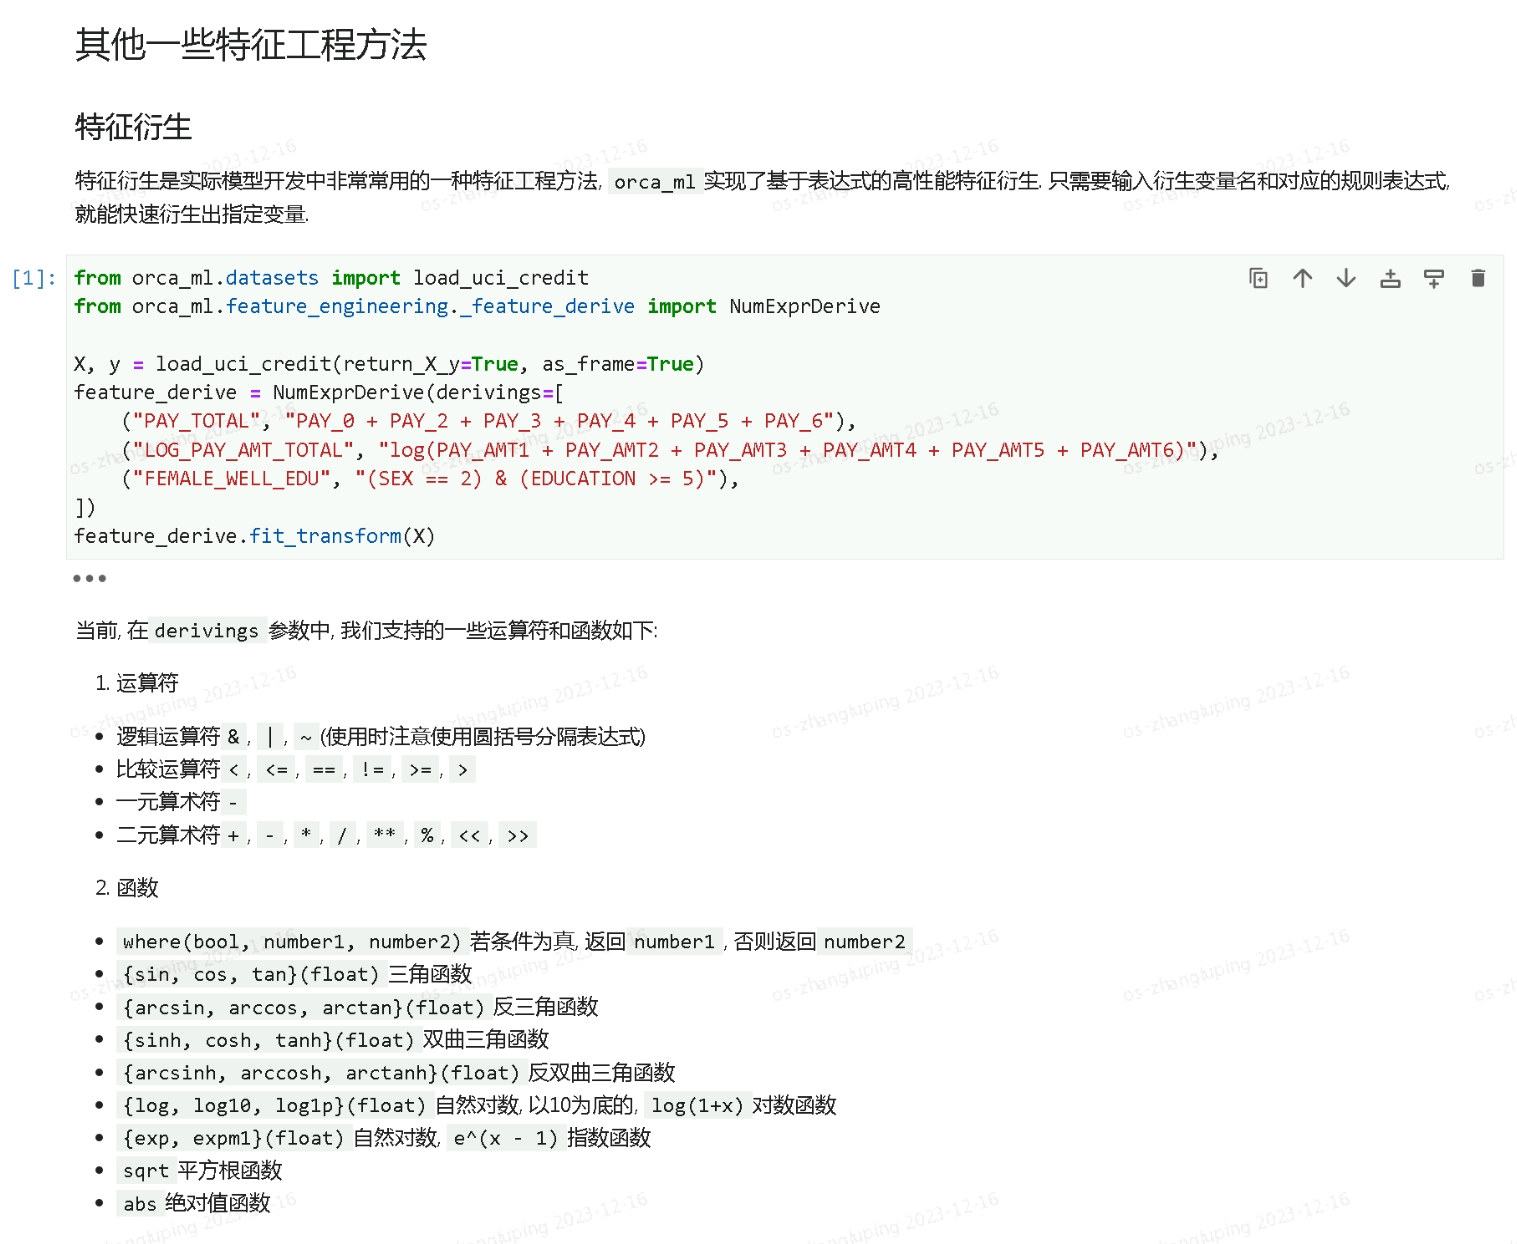 其他一些特征工程方法
特征衍生
特征衍生是实际模型开发中非常常用的一种特征工程方法, orca_ml 实现了基于表达式的高性能特征衍生. 只需要输入衍生变量名和对应的规则表达式,
就能快速衍生出指定变量.
[1]: from orca_ml.datasets import load_uci_credit
from orca_ml.feature_engineering._feature_derive import NumExprDerive
X, y = load_uci_credit(return_X_y=True, as_frame=True)
feature_derive = NumExprDerive(derivings=[
("PAY_TOTAL", "PAY_0 + PAY_2 + PAY_3 + PAY_4 + PAY_5 + PAY_6"),
("LOG_PAY_AMT_TOTAL", "log(PAY_AMT1 + PAY_AMT2 + PAY_AMT3 + PAY_AMT4 + PAY_AMT5 + PAY_AMT6)"),
("FEMALE_WELL_EDU", "(SEX == 2) & (EDUCATION >= 5)"),
])
feature_derive.fit_transform(X)
•••
当前, 在 derivings 参数中, 我们支持的一些运算符和函数如下:
1. 运算符
• 逻辑运算符 & , | , ~ (使用时注意使用圆括号分隔表达式)
• 比较运算符 < , <= , == , != , >= , >
• 一元算术符 -
• 二元算术符 + , - , * , / , ** , % , << , >>
2. 函数
• where(bool, number1, number2) 若条件为真, 返回 number1 , 否则返回 number2
• {sin, cos, tan}(float) 三角函数
• {arcsin, arccos, arctan}(float) 反三角函数
• {sinh, cosh, tanh}(float) 双曲三角函数
• {arcsinh, arccosh, arctanh}(float) 反双曲三角函数
• {log, log10, log1p}(float) 自然对数, 以10为底的, log(1+x) 对数函数
• {exp, expm1}(float) 自然对数, e^(x - 1) 指数函数
• sqrt 平方根函数
• abs 绝对值函数
os-zhangluping 2023-12-16